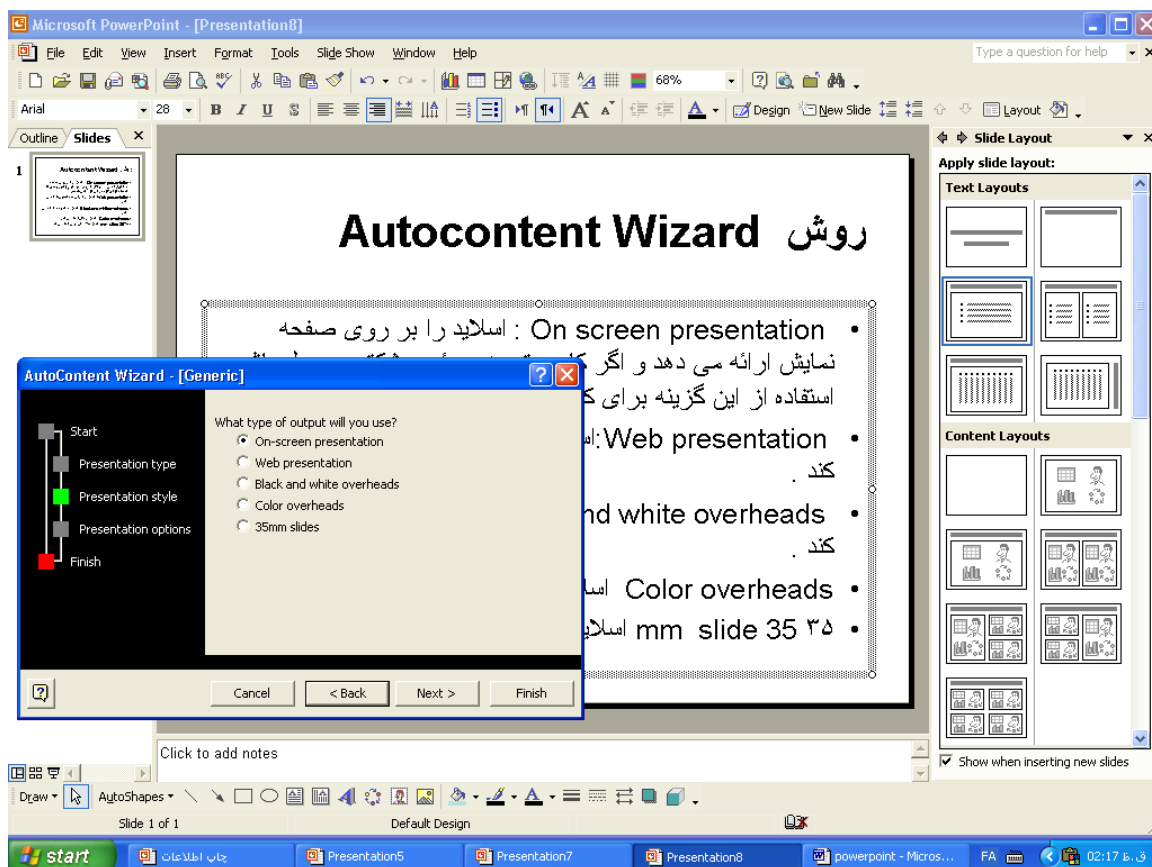 Microsoft PowerPoint - [Presentation8]
File Edit View Insert Format Tools Slide Show Window Help
Type a question for help
68%
Arial 28 B I U S Design New Slide Layout
Outline Slides
Slide Layout
Apply slide layout:
Text Layouts
1
روش Autocontent Wizard
• On screen presentation : اسلاید را بر روی صفحه
نمایش ارائه می دهد و اگر
استفاده از این گزینه برای
• Web presentation:
کند .
• nd white overheads
کند .
• Color overheads
• ۳۵ mm slide 35 اسلاید
AutoContent Wizard - [Generic]
Start
Presentation type
Presentation style
Presentation options
Finish
What type of output will you use?
On-screen presentation
Web presentation
Black and white overheads
Color overheads
35mm slides
Cancel < Back Next > Finish
Content Layouts
Show when inserting new slides
Click to add notes
Draw AutoShapes
Slide 1 of 1 Default Design
start چاپ اطلاعات Presentation5 Presentation7 Presentation8 powerpoint - Micros... FA 02:17 ق.ظ